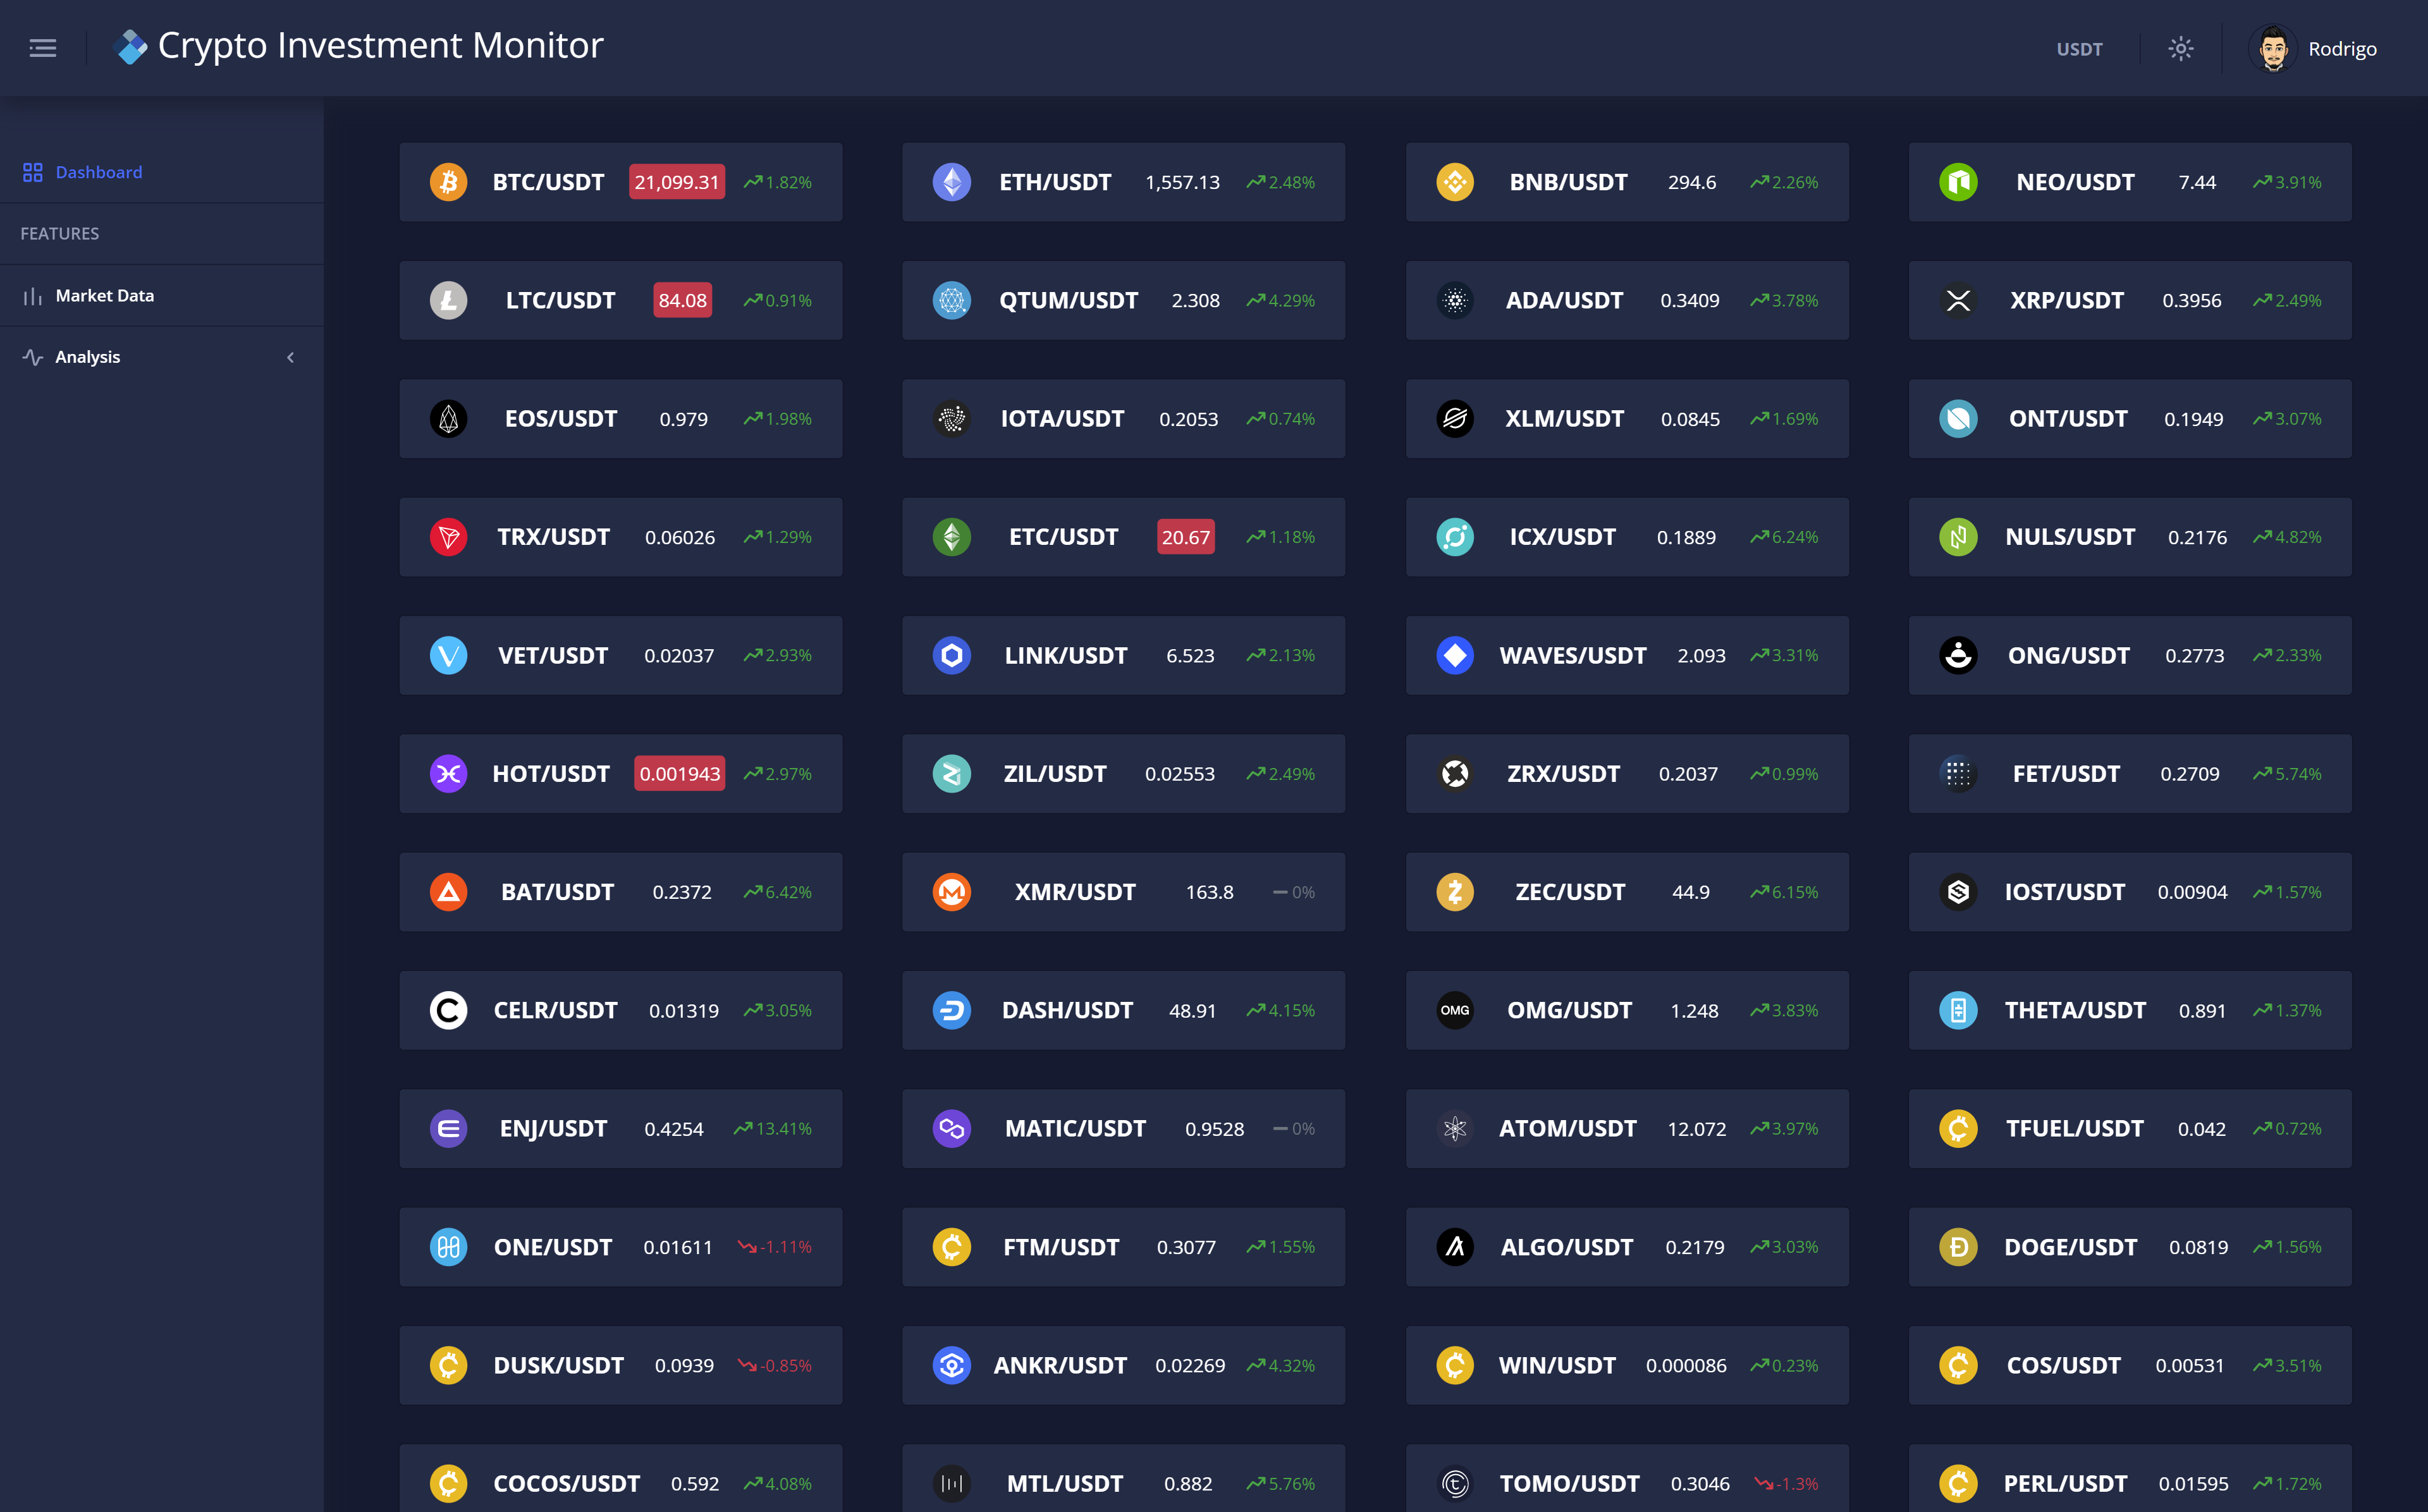 Crypto Investment Monitor
USDT
Rodrigo
Dashboard
FEATURES
Market Data
Analysis
BTC/USDT 21,099.31 1.82%
ETH/USDT 1,557.13 2.48%
BNB/USDT 294.6 2.26%
NEO/USDT 7.44 3.91%
LTC/USDT 84.08 0.91%
QTUM/USDT 2.308 4.29%
ADA/USDT 0.3409 3.78%
XRP/USDT 0.3956 2.49%
EOS/USDT 0.979 1.98%
IOTA/USDT 0.2053 0.74%
XLM/USDT 0.0845 1.69%
ONT/USDT 0.1949 3.07%
TRX/USDT 0.06026 1.29%
ETC/USDT 20.67 1.18%
ICX/USDT 0.1889 6.24%
NULS/USDT 0.2176 4.82%
VET/USDT 0.02037 2.93%
LINK/USDT 6.523 2.13%
WAVES/USDT 2.093 3.31%
ONG/USDT 0.2773 2.33%
HOT/USDT 0.001943 2.97%
ZIL/USDT 0.02553 2.49%
ZRX/USDT 0.2037 0.99%
FET/USDT 0.2709 5.74%
BAT/USDT 0.2372 6.42%
XMR/USDT 163.8 0%
ZEC/USDT 44.9 6.15%
IOST/USDT 0.00904 1.57%
CELR/USDT 0.01319 3.05%
DASH/USDT 48.91 4.15%
OMG OMG/USDT 1.248 3.83%
THETA/USDT 0.891 1.37%
ENJ/USDT 0.4254 13.41%
MATIC/USDT 0.9528 0%
ATOM/USDT 12.072 3.97%
TFUEL/USDT 0.042 0.72%
ONE/USDT 0.01611 -1.11%
FTM/USDT 0.3077 1.55%
ALGO/USDT 0.2179 3.03%
DOGE/USDT 0.0819 1.56%
DUSK/USDT 0.0939 -0.85%
ANKR/USDT 0.02269 4.32%
WIN/USDT 0.000086 0.23%
COS/USDT 0.00531 3.51%
COCOS/USDT 0.592 4.08%
MTL/USDT 0.882 5.76%
TOMO/USDT 0.3046 -1.3%
PERL/USDT 0.01595 1.72%